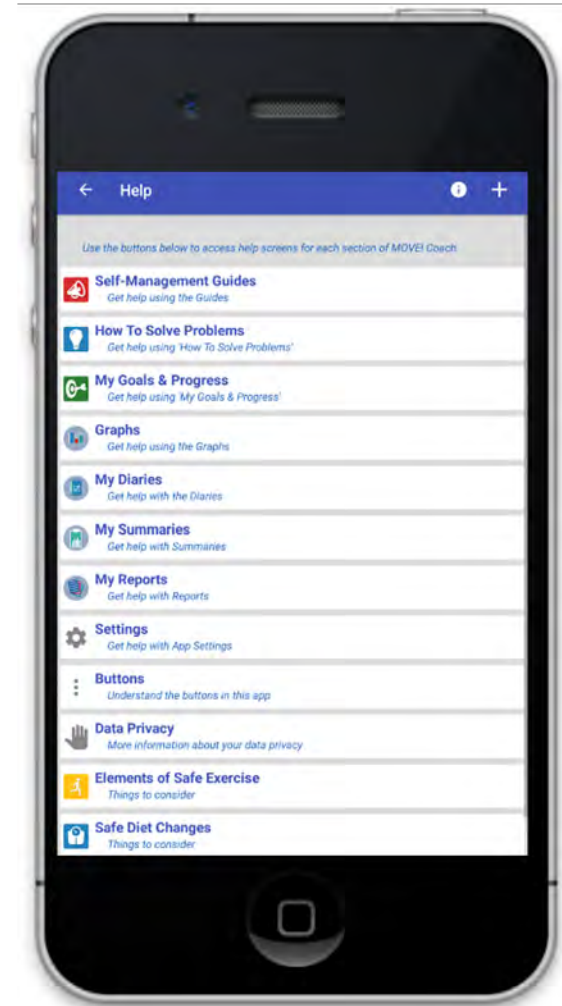 Help
Use the buttons below to access help screens for each section of MOVE! Coach
Self-Management Guides
Get help using the Guides
How To Solve Problems
Get help using 'How To Solve Problems'
My Goals & Progress
Get help using 'My Goals & Progress'
Graphs
Get help using the Graphs
My Diaries
Get help with the Diaries
My Summaries
Get help with Summaries
My Reports
Get help with Reports
Settings
Get help with App Settings
Buttons
Understand the buttons in this app
Data Privacy
More information about your data privacy
Elements of Safe Exercise
Things to consider
Safe Diet Changes
Things to consider